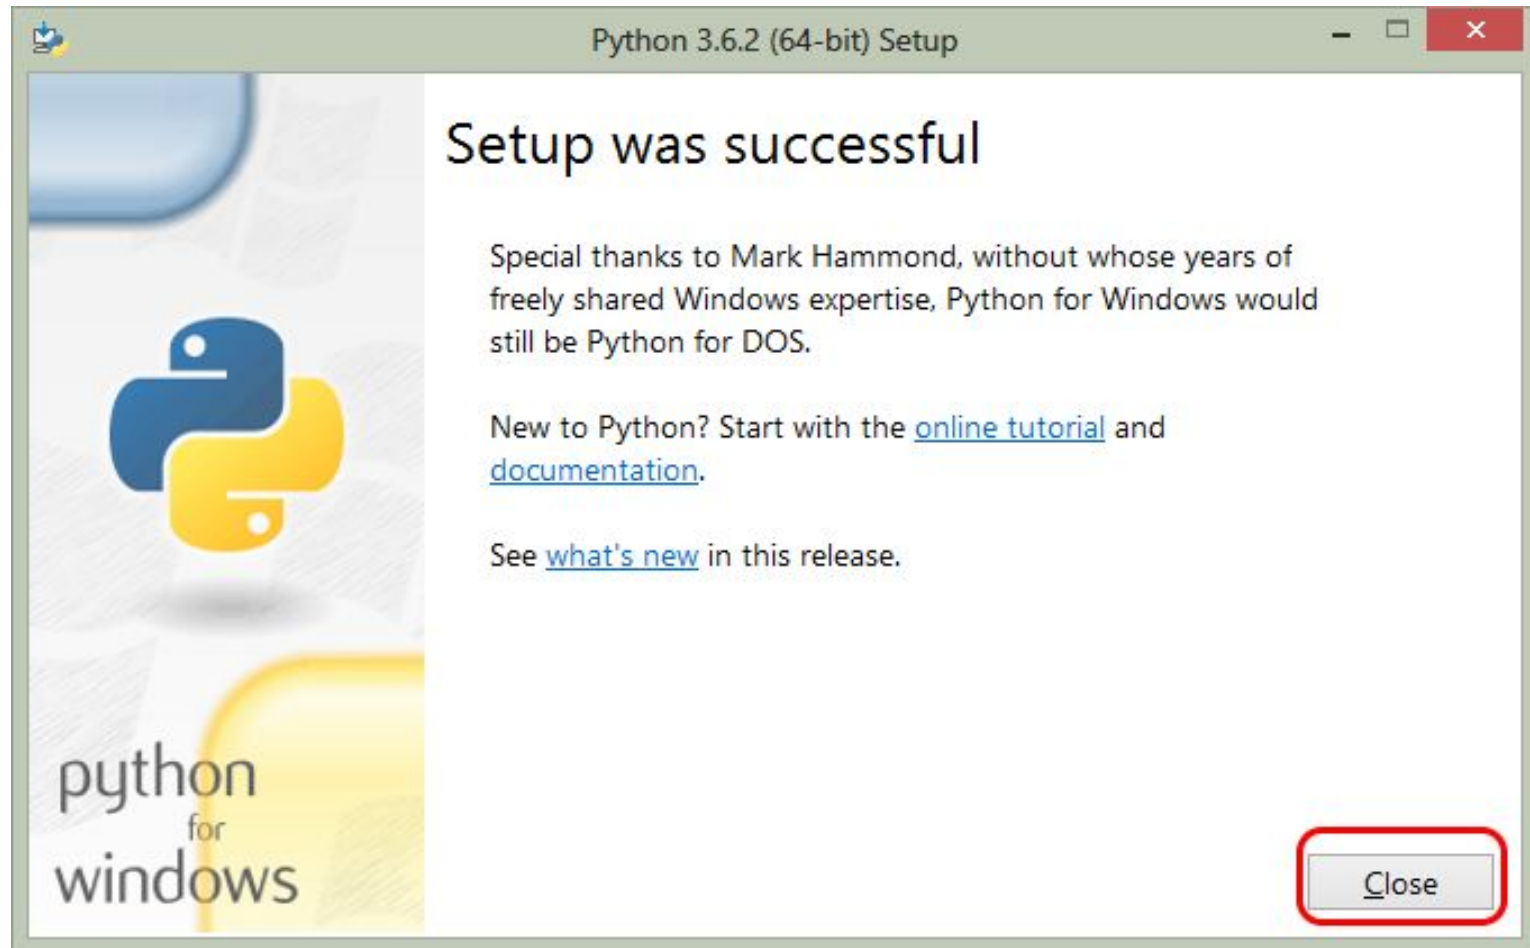 Python 3.6.2 (64-bit) Setup
Setup was successful
Special thanks to Mark Hammond, without whose years of
freely shared Windows expertise, Python for Windows would
still be Python for DOS.
New to Python? Start with the online tutorial and
documentation.
See what's new in this release.
python
for
windows
Close